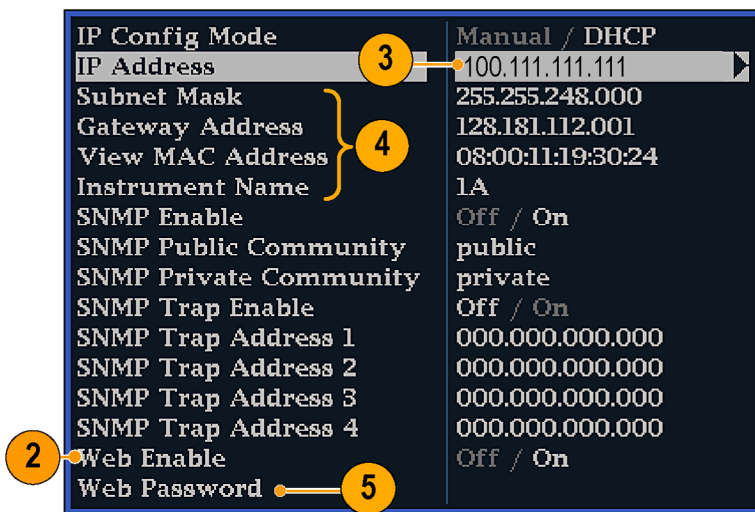 IP Config Mode Manual / DHCP
IP Address 3 100.111.111.111
Subnet Mask 255.255.248.000
Gateway Address 128.181.112.001
4
View MAC Address 08:00:11:19:30:24
Instrument Name 1A
SNMP Enable Off / On
SNMP Public Community public
SNMP Private Community private
SNMP Trap Enable Off / On
SNMP Trap Address 1 000.000.000.000
SNMP Trap Address 2 000.000.000.000
SNMP Trap Address 3 000.000.000.000
SNMP Trap Address 4 000.000.000.000
2 Web Enable Off / On
Web Password 5